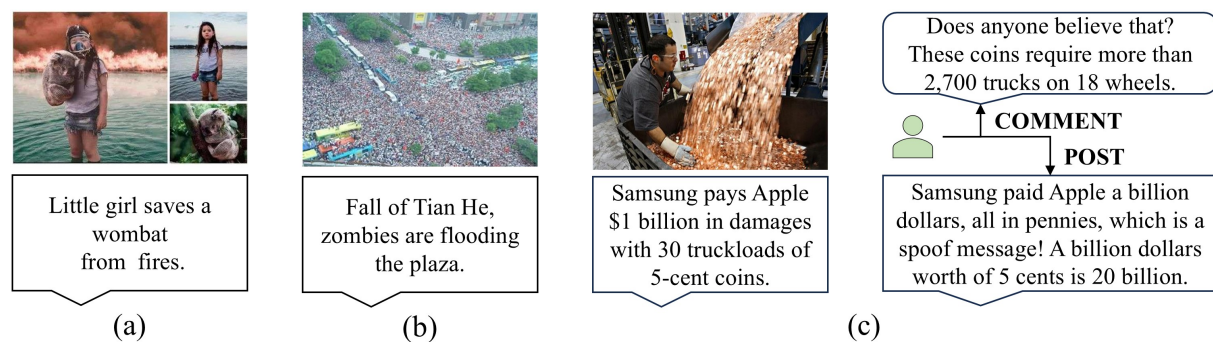 Little girl saves a
wombat
from fires.
(a)
Fall of Tian He,
zombies are flooding
the plaza.
(b)
Samsung pays Apple
$1 billion in damages
with 30 truckloads of
5-cent coins.
Does anyone believe that?
These coins require more than
2,700 trucks on 18 wheels.
COMMENT
POST
Samsung paid Apple a billion
dollars, all in pennies, which is a
spoof message! A billion dollars
worth of 5 cents is 20 billion.
(c)